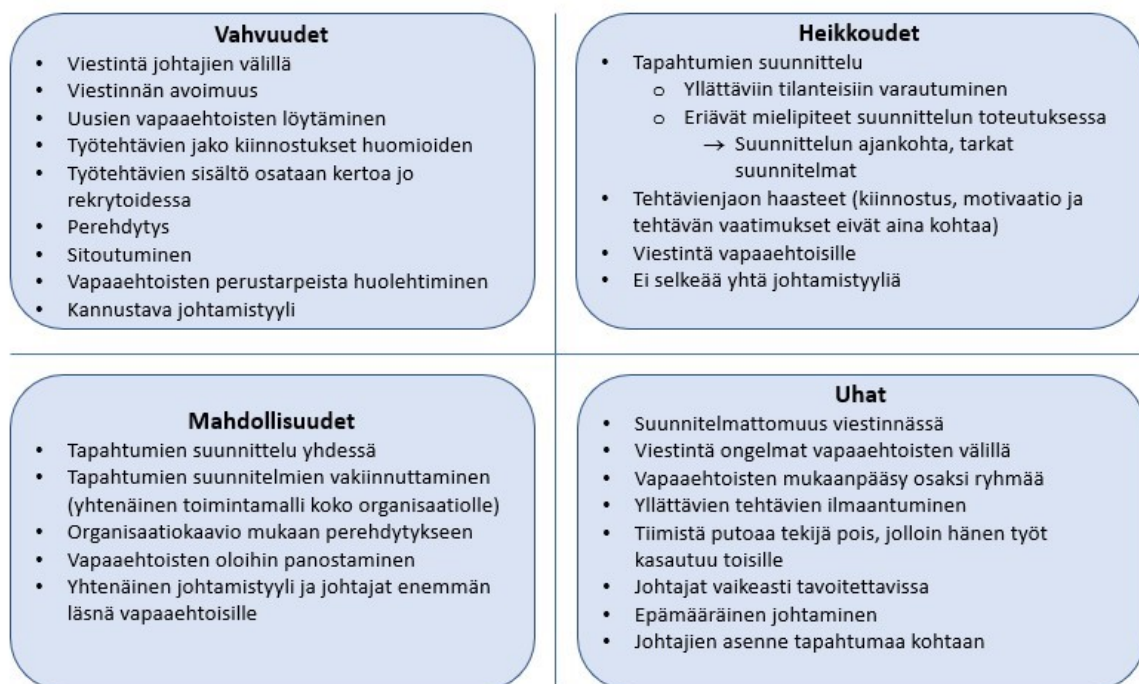 Vahvuudet
• Viestintä johtajien välillä
• Viestinnän avoimuus
• Uusien vapaaehtoisten löytäminen
• Työtehtävien jako kiinnostukset huomioiden
• Työtehtävien sisältö osataan kertoa jo
rekrytoidessa
• Perehdytys
• Sitoutuminen
• Vapaaehtoisten perustarpeista huolehtiminen
• Kannustava johtamistyyli
Heikkoudet
• Tapahtumien suunnittelu
o Yllättäviin tilanteisiin varautuminen
o Eriävät mielipiteet suunnittelun toteutuksessa
→ Suunnittelun ajankohta, tarkat
suunnitelmat
• Tehtävienjaon haasteet (kiinnostus, motivaatio ja
tehtävän vaatimukset eivät aina kohtaa)
• Viestintä vapaaehtoisille
• Ei selkeää yhtä johtamistyyliä
Mahdollisuudet
• Tapahtumien suunnittelu yhdessä
• Tapahtumien suunnitelmien vakiinnuttaminen
(yhtenäinen toimintamalli koko organisaatiolle)
• Organisaatiokaavio mukaan perehdytykseen
• Vapaaehtoisten oloihin panostaminen
• Yhtenäinen johtamistyyli ja johtajat enemmän
läsnä vapaaehtoisille
Uhat
• Suunnitelmattomuus viestinnässä
• Viestintä ongelmat vapaaehtoisten välillä
• Vapaaehtoisten mukaanpääsy osaksi ryhmää
• Yllättävien tehtävien ilmaantuminen
• Tiimistä putoaa tekijä pois, jolloin hänen työt
kasautuu toisille
• Johtajat vaikeasti tavoitettavissa
• Epämääräinen johtaminen
• Johtajien asenne tapahtumaa kohtaan